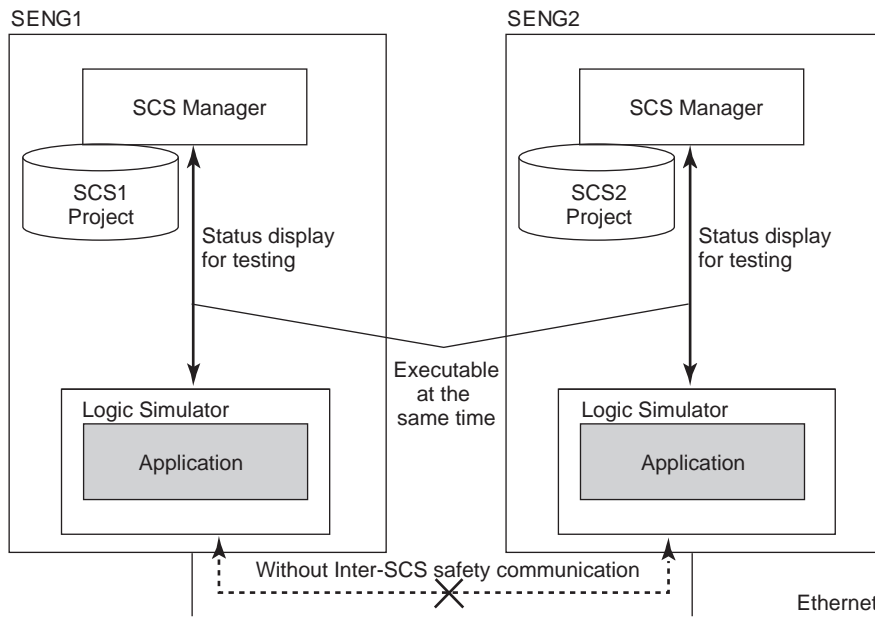 SENG1
SCS Manager
SCS1
Project
Status display
for testing
Logic Simulator
Application
SENG2
SCS Manager
SCS2
Project
Status display
for testing
Logic Simulator
Application
Executable
at the
same time
Without Inter-SCS safety communication
Ethernet